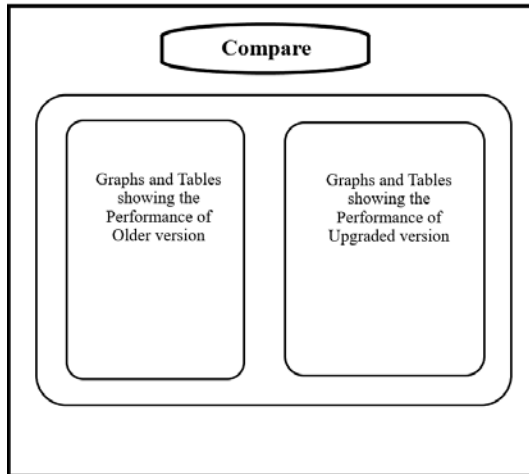 Compare
Graphs and Tables
showing the
Performance of
Older version
Graphs and Tables
showing the
Performance of
Upgraded version